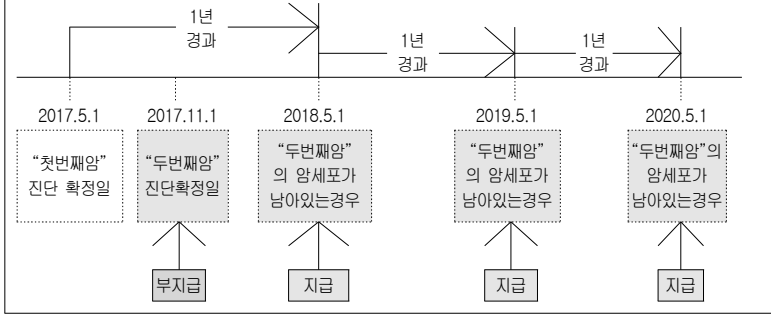 1년
경과
1년
경과
1년
경과
2017.5.1
2017.11.1
2018.5.1
2019.5.1
2020.5.1
“첫번째암”
진단 확정일
“두번째암”
진단확정일
“두번째암”
의 암세포가
남아있는경우
“두번째암”
의 암세포가
남아있는경우
“두번째암”의
암세포가
남아있는경우
부지급
지급
지급
지급